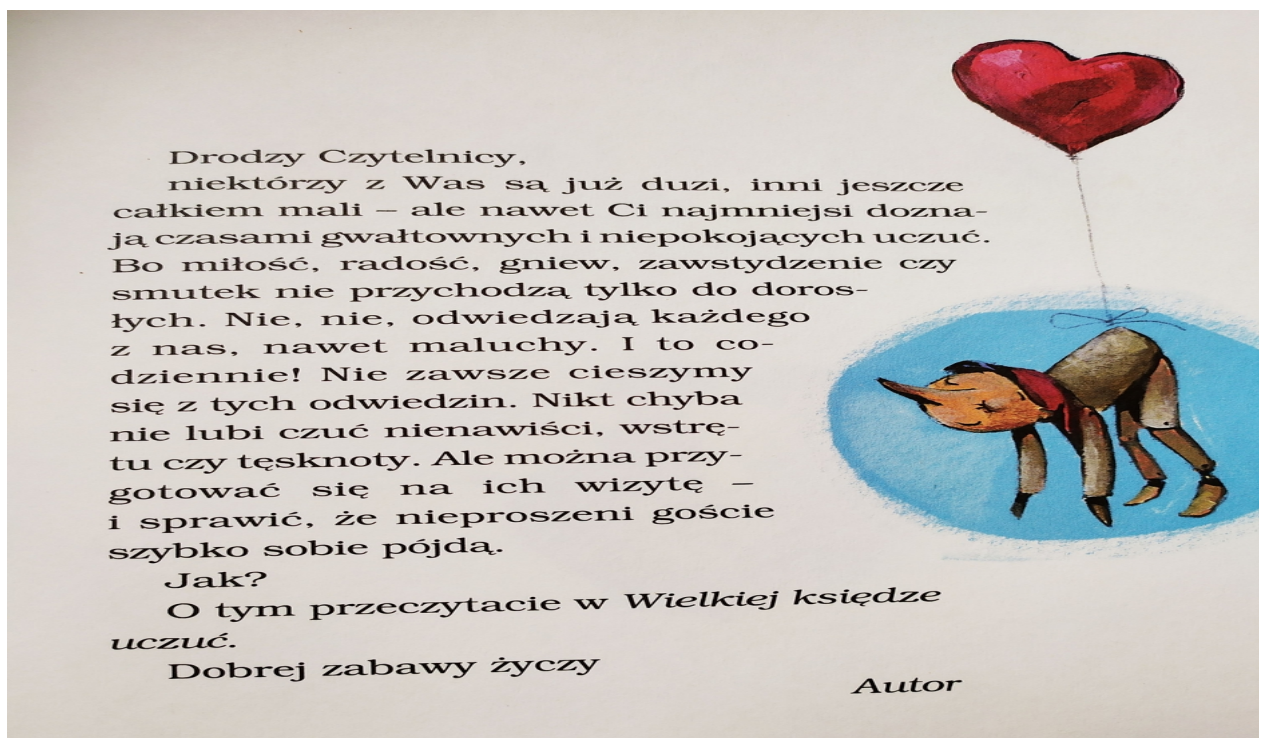 Drodzy Czytelnicy,
niektórzy z Was są już duzi, inni jeszcze
całkiem mali – ale nawet Ci najmniejsi dozna-
ją czasami gwałtownych i niepokojących uczuć.
Bo miłość, radość, gniew, zawstydzenie czy
smutek nie przychodzą tylko do doros-
łych. Nie, nie, odwiedzają każdego
z nas, nawet maluchy. I to co-
dziennie! Nie zawsze cieszymy
się z tych odwiedzin. Nikt chyba
nie lubi czuć nienawiści, wstrę-
tu czy tęsknoty. Ale można przy-
gotować się na ich wizytę –
i sprawić, że nieproszeni goście
szybko sobie pójdą.
Jak?
O tym przeczytacie w Wielkiej księdze
uczuć.
Dobrej zabawy życzy
Autor